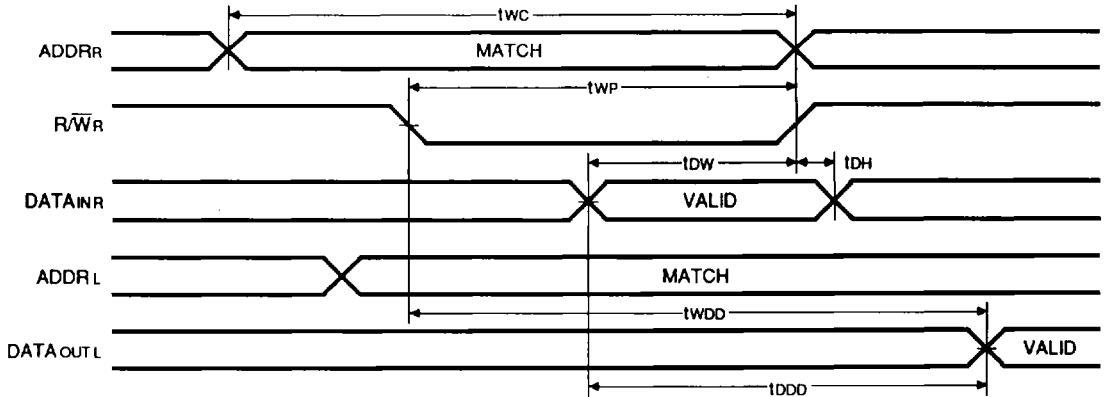 tWC
ADDRR
MATCH
tWP
R/W̅R
tDW
tDH
DATAINR
VALID
ADDRL
MATCH
tWDD
DATAOUTL
VALID
tDDD